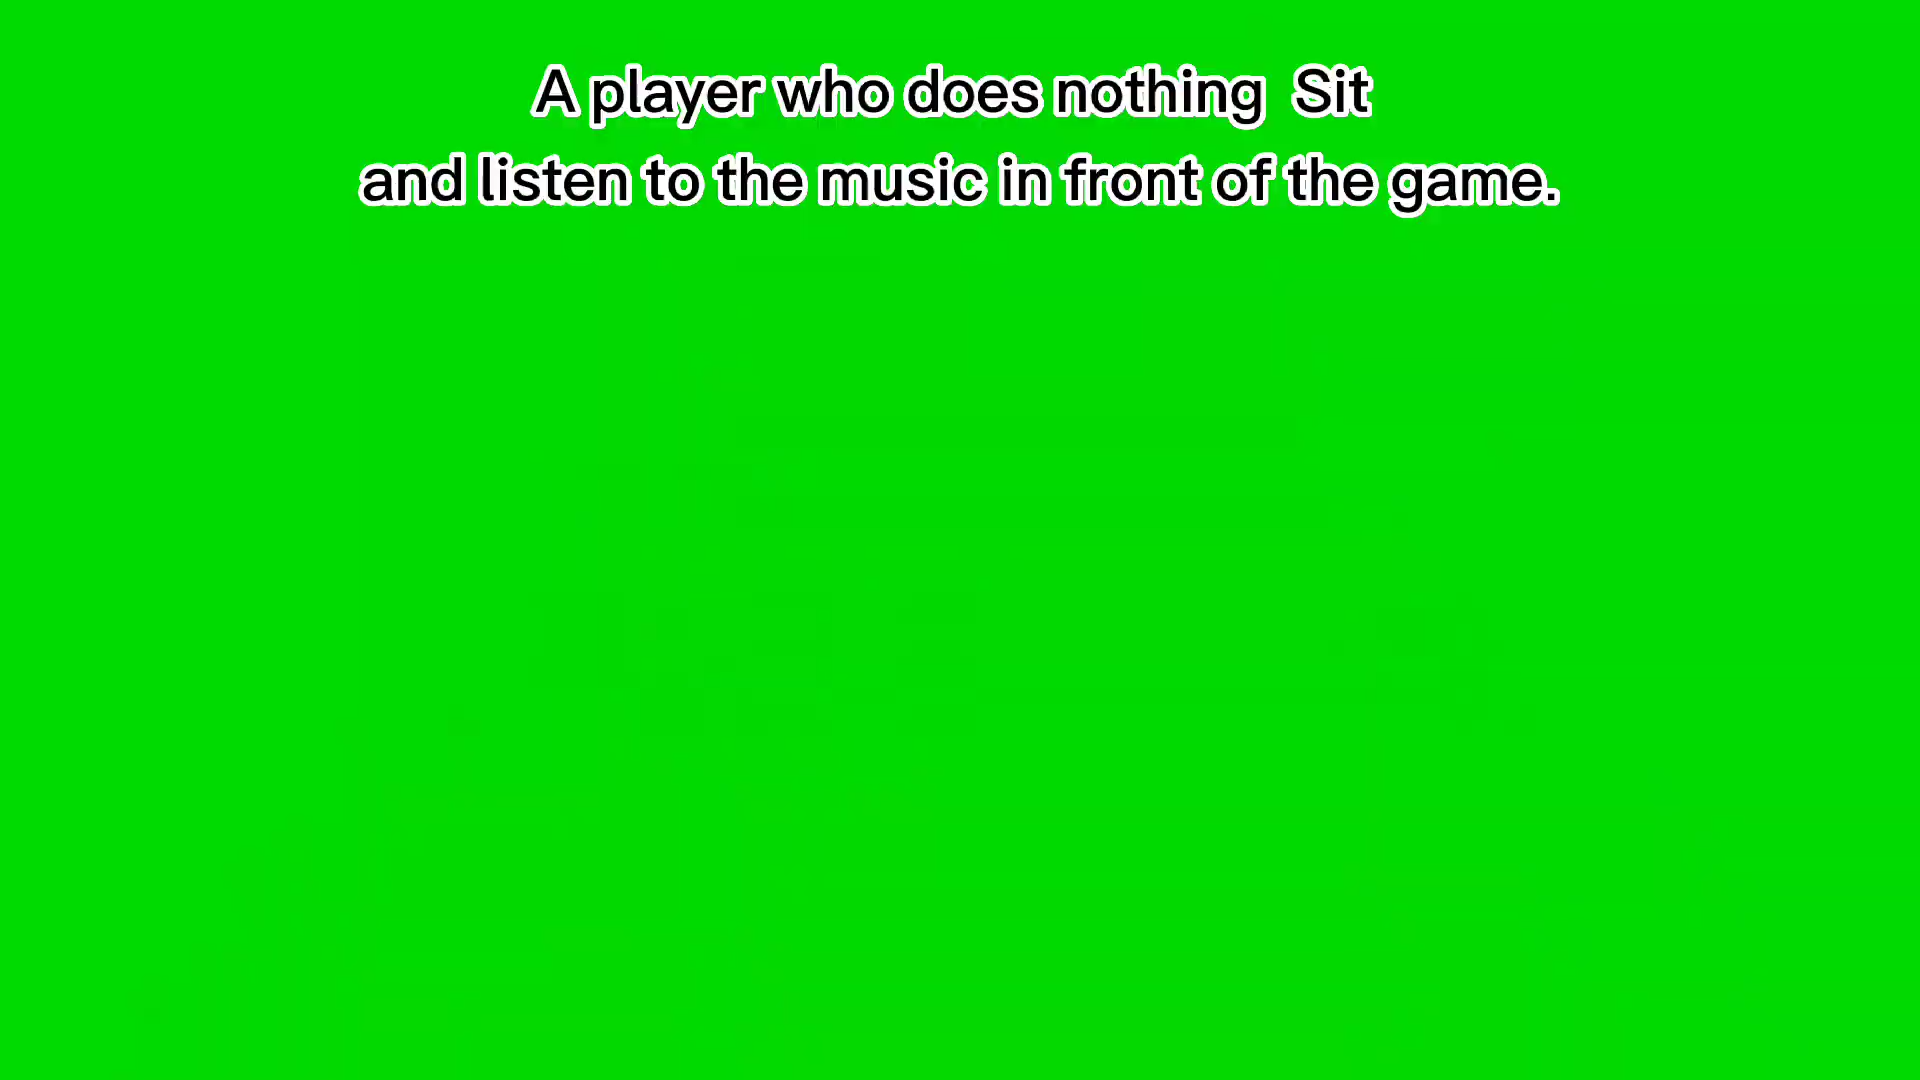 A player who does nothing  Sit
and listen to the music in front of the game.